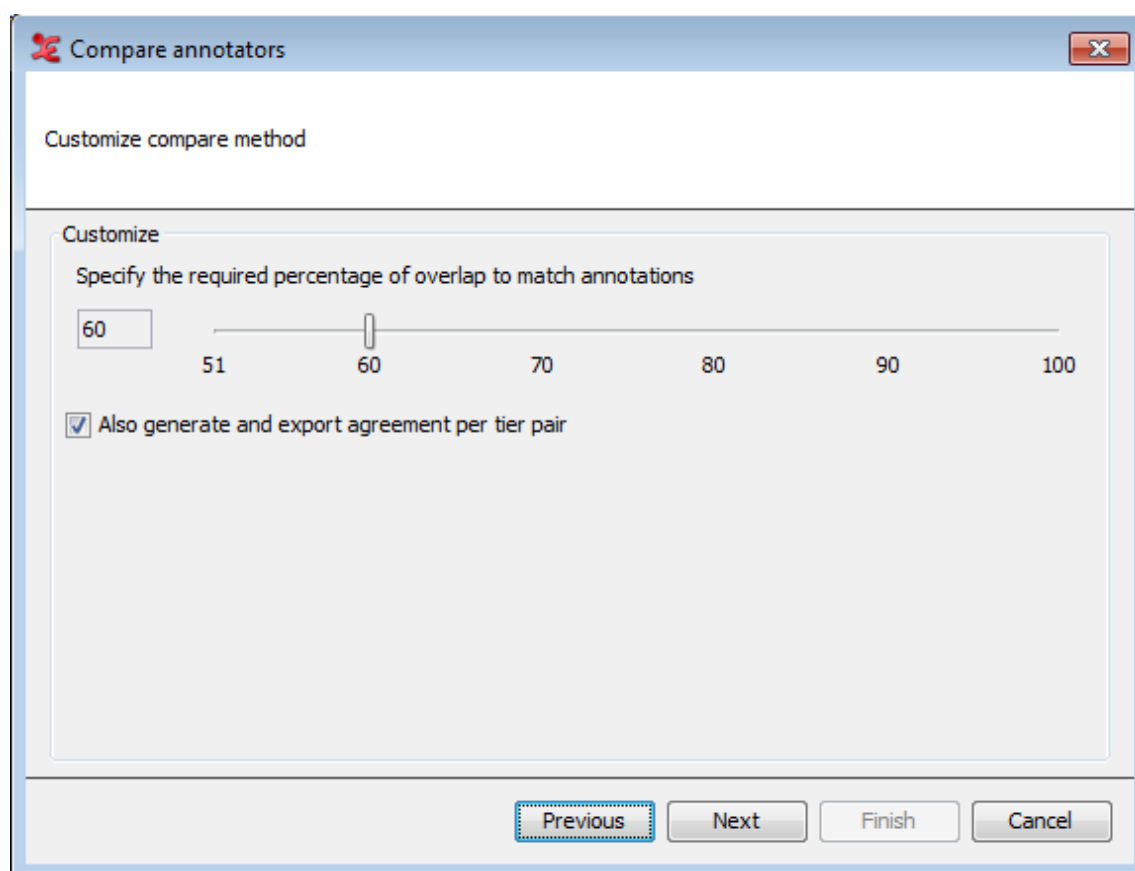 Compare annotators
Customize compare method
Customize
Specify the required percentage of overlap to match annotations
60
51 60 70 80 90 100
Also generate and export agreement per tier pair
Previous Next Finish Cancel